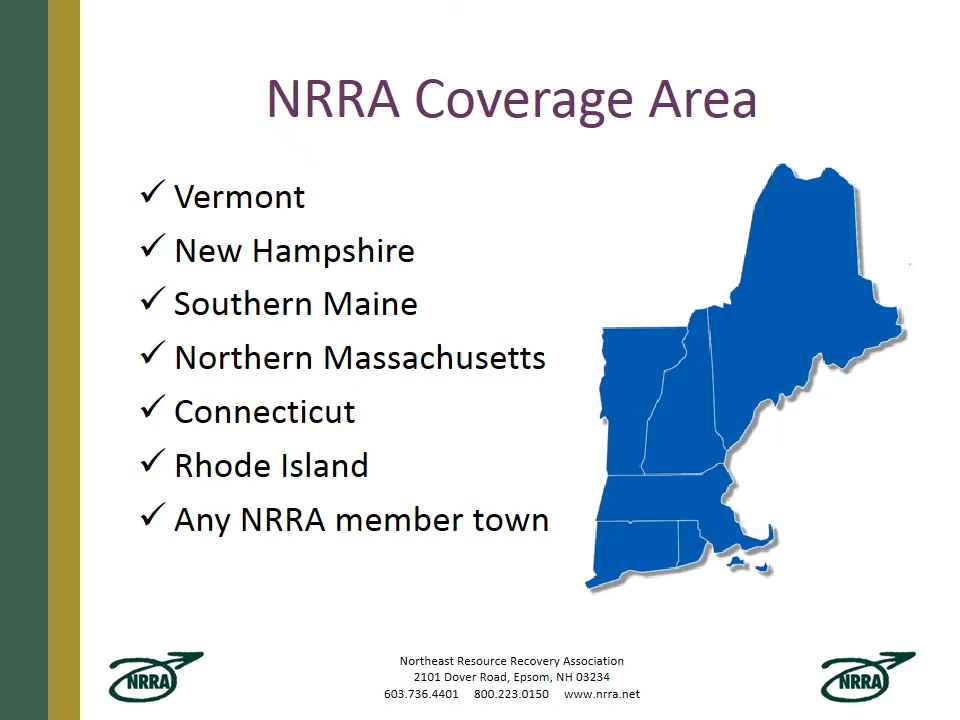 NRRA Coverage Area
✓ Vermont
✓ New Hampshire
✓ Southern Maine
✓ Northern Massachusetts
✓ Connecticut
✓ Rhode Island
✓ Any NRRA member town
Northeast Resource Recovery Association
2101 Dover Road, Epsom, NH 03234
603.736.4401 800.223.0150 www.nrra.net
NRRA
NRRA